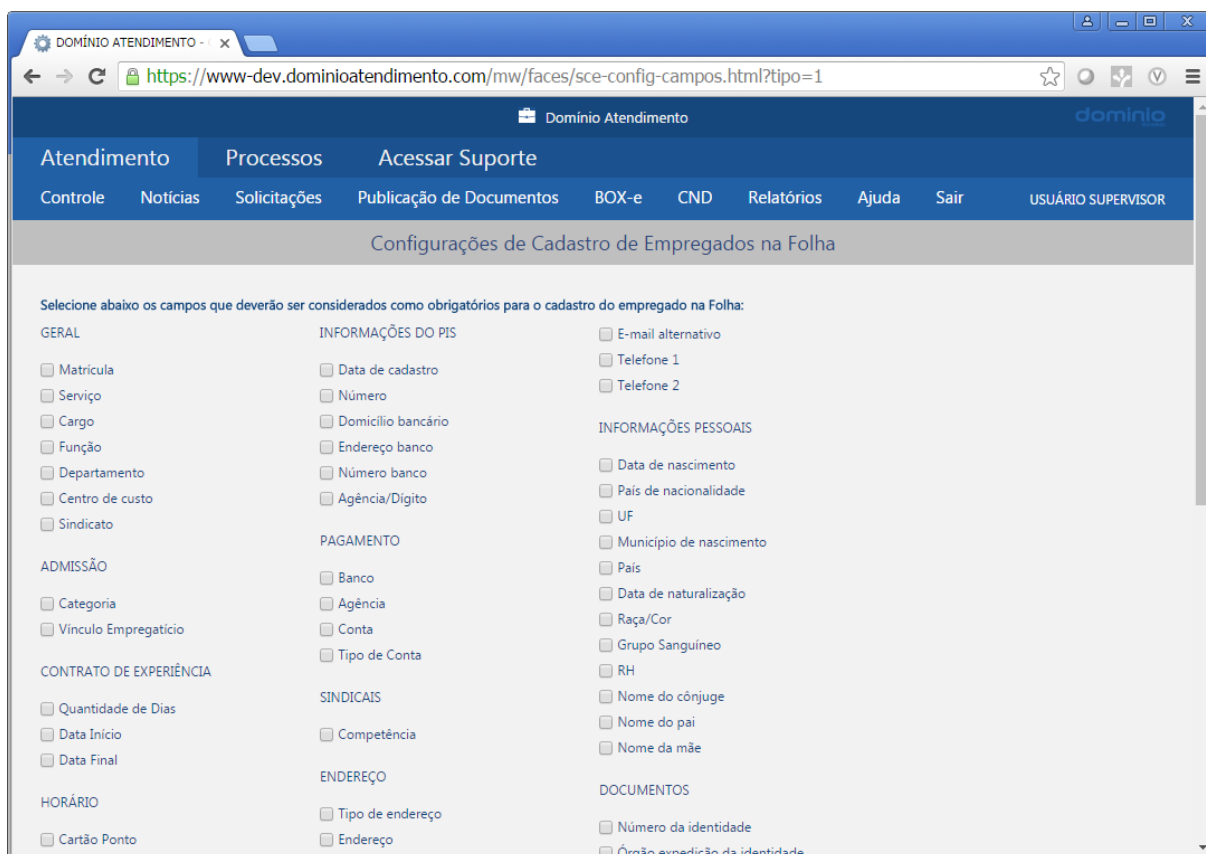 DOMÍNIO ATENDIMENTO -
https://www-dev.dominioatendimento.com/mw/faces/sce-config-campos.html?tipo=1
Domínio Atendimento
domínio
Atendimento Processos Acessar Suporte
Controle Notícias Solicitações Publicação de Documentos BOX-e CND Relatórios Ajuda Sair USUÁRIO SUPERVISOR
Configurações de Cadastro de Empregados na Folha
Selecione abaixo os campos que deverão ser considerados como obrigatórios para o cadastro do empregado na Folha:
GERAL
Matrícula
Serviço
Cargo
Função
Departamento
Centro de custo
Sindicato
ADMISSÃO
Categoria
Vínculo Empregatício
CONTRATO DE EXPERIÊNCIA
Quantidade de Dias
Data Início
Data Final
HORÁRIO
Cartão Ponto
INFORMAÇÕES DO PIS
Data de cadastro
Número
Domicílio bancário
Endereço banco
Número banco
Agência/Dígito
PAGAMENTO
Banco
Agência
Conta
Tipo de Conta
SINDICAIS
Competência
ENDEREÇO
Tipo de endereço
Endereço
E-mail alternativo
Telefone 1
Telefone 2
INFORMAÇÕES PESSOAIS
Data de nascimento
País de nacionalidade
UF
Município de nascimento
País
Data de naturalização
Raça/Cor
Grupo Sanguíneo
RH
Nome do cônjuge
Nome do pai
Nome da mãe
DOCUMENTOS
Número da identidade
Órgão expedição da identidade